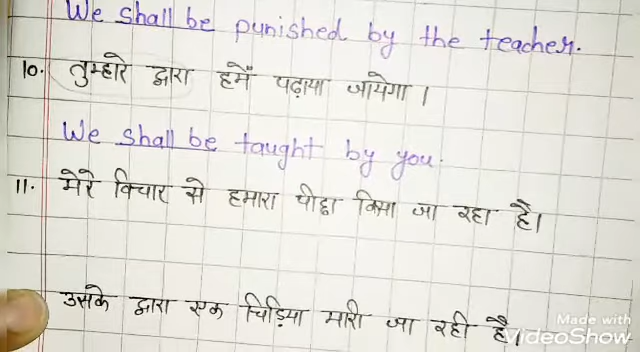 We shall be punished by the teacher.
10. तुम्हारे द्वारा हमें पढ़ाया जायेगा।
We shall be taught by you.
11. मेरे विचार से हमारा पीछा किया जा रहा है।
उसके द्वारा एक चिड़िया मारी जा रही है।
Made with
VideoShow